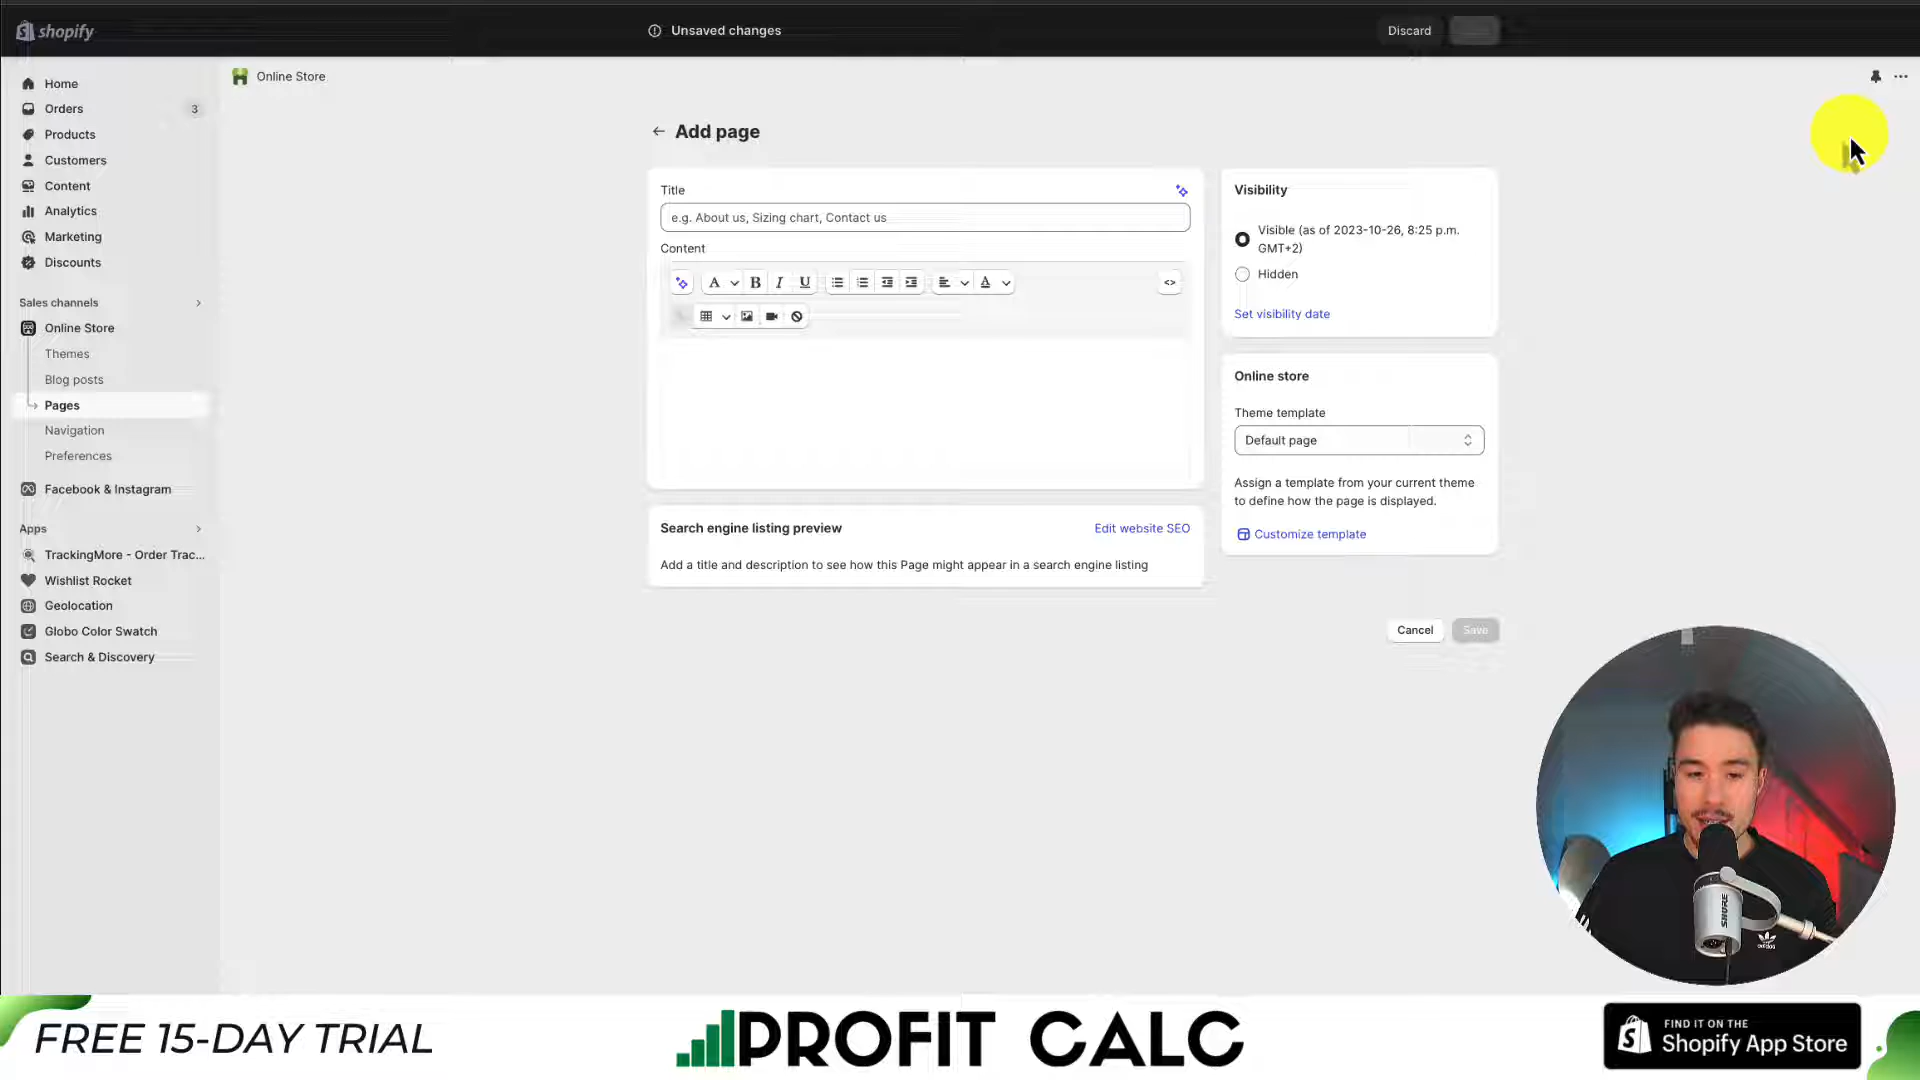 shopify
Unsaved changes
Discard
Home
Orders
3
Products
Customers
Content
Analytics
Marketing
Discounts
Sales channels
Online Store
Themes
Blog posts
Pages
Navigation
Preferences
Facebook & Instagram
Apps
TrackingMore - Order Trac...
Wishlist Rocket
Geolocation
Globo Color Swatch
Search & Discovery
Online Store
Add page
Title
e.g. About us, Sizing chart, Contact us
Content
A
B
I
U
A
<>
Search engine listing preview
Edit website SEO
Add a title and description to see how this Page might appear in a search engine listing
Visibility
Visible (as of 2023-10-26, 8:25 p.m.
GMT+2)
Hidden
Set visibility date
Online store
Theme template
Default page
Assign a template from your current theme
to define how the page is displayed.
Customize template
Cancel
Save
SHURE
adidas
FREE 15-DAY TRIAL
PROFIT CALC
FIND IT ON THE
Shopify App Store